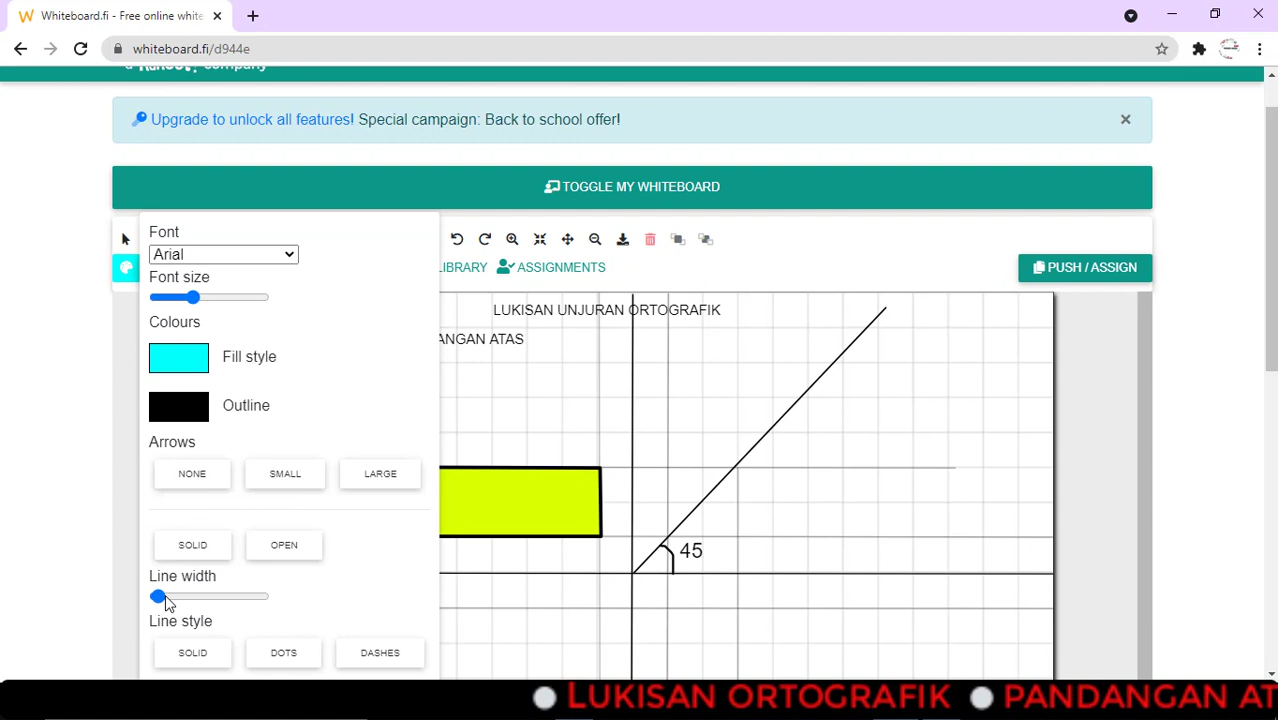 Whiteboard.fi - Free online white
whiteboard.fi/d944e
a Kahoot! company
Upgrade to unlock all features! Special campaign: Back to school offer!
TOGGLE MY WHITEBOARD
Font
Arial
Font size
Colours
Fill style
Outline
Arrows
NONE SMALL LARGE
SOLID OPEN
Line width
Line style
SOLID DOTS DASHES
LIBRARY ASSIGNMENTS
PUSH / ASSIGN
LUKISAN UNJURAN ORTOGRAFIK
ANGAN ATAS
45
LUKISAN ORTOGRAFIK PANDANGAN AT